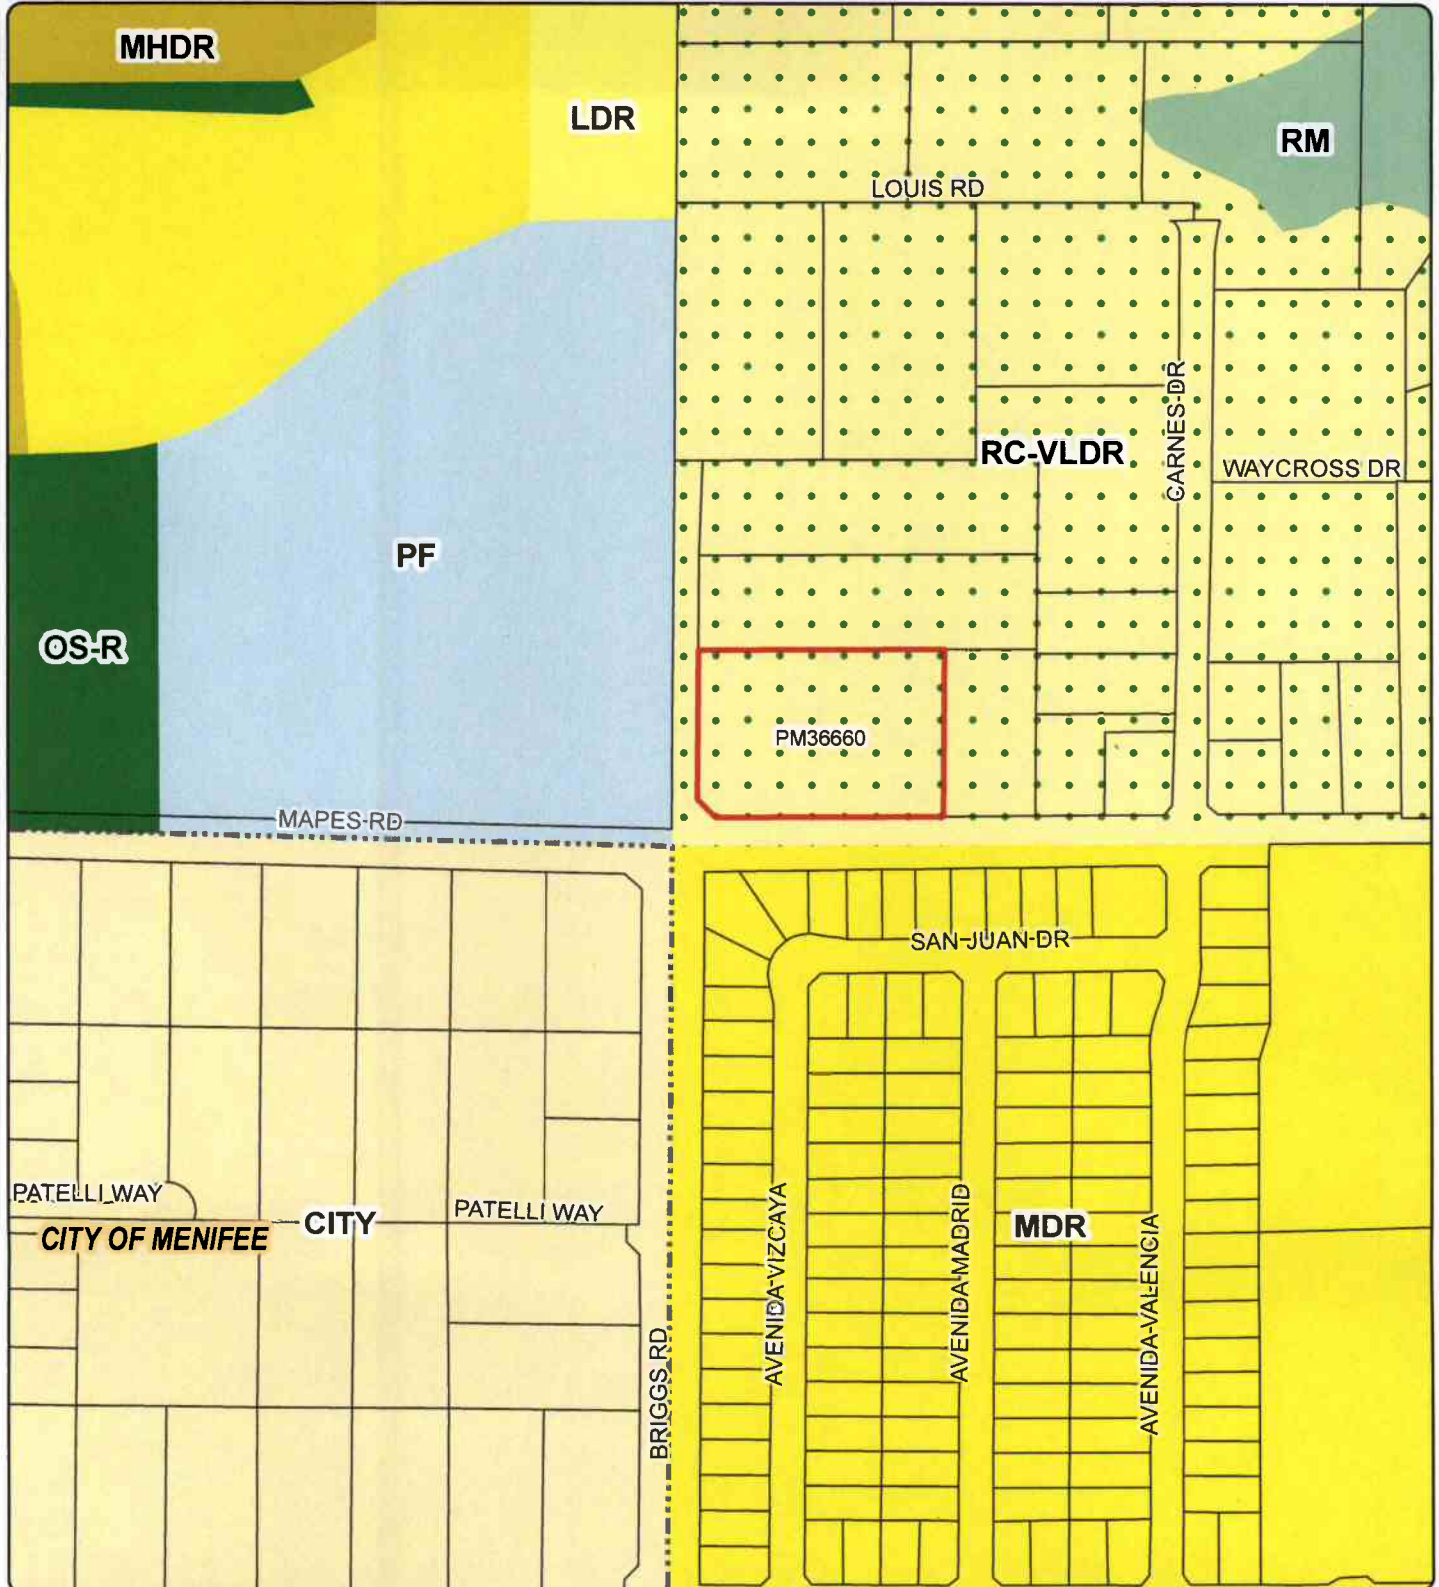 MHDR
LDR
RM
LOUIS RD
RC-VLDR
CARNES DR
WAYCROSS DR
PF
OS-R
PM36660
MAPES RD
SAN JUAN DR
PATELLI WAY
PATELLI WAY
CITY
CITY OF MENIFEE
MDR
AVENIDA VIZCAYA
AVENIDA MADRID
AVENIDA VALENCIA
BRIGGS RD